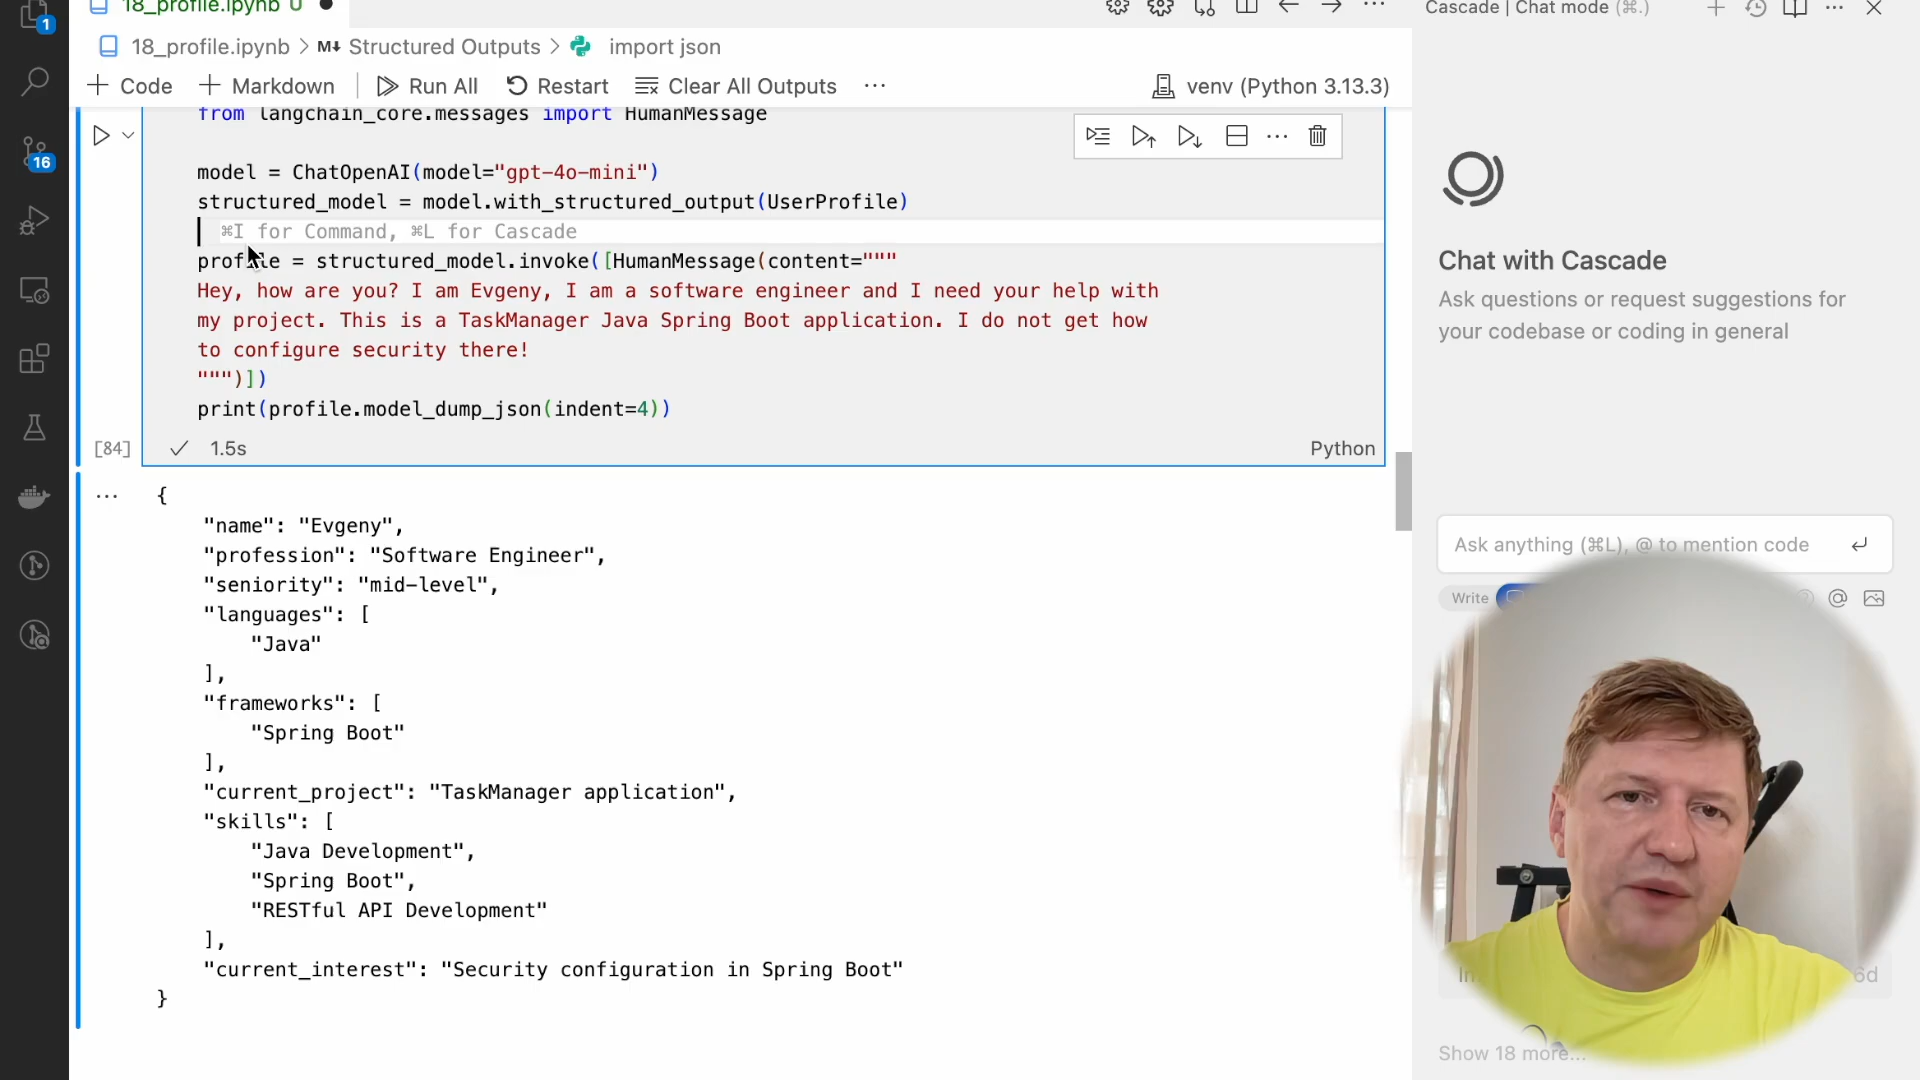 18_profile.ipynb U
Cascade | Chat mode (⌘.)
1
18_profile.ipynb > M↓ Structured Outputs > import json
Code Markdown Run All Restart Clear All Outputs ...
venv (Python 3.13.3)
16
from langchain_core.messages import HumanMessage
model = ChatOpenAI(model="gpt-4o-mini")
structured_model = model.with_structured_output(UserProfile)
⌘I for Command, ⌘L for Cascade
profile = structured_model.invoke([HumanMessage(content="""
Hey, how are you? I am Evgeny, I am a software engineer and I need your help with
my project. This is a TaskManager Java Spring Boot application. I do not get how
to configure security there!
""")])
print(profile.model_dump_json(indent=4))
[84] ✓ 1.5s
Python
{
"name": "Evgeny",
"profession": "Software Engineer",
"seniority": "mid-level",
"languages": [
"Java"
],
"frameworks": [
"Spring Boot"
],
"current_project": "TaskManager application",
"skills": [
"Java Development",
"Spring Boot",
"RESTful API Development"
],
"current_interest": "Security configuration in Spring Boot"
}
Chat with Cascade
Ask questions or request suggestions for
your codebase or coding in general
Ask anything (⌘L), @ to mention code
Write
6d
Show 18 more...